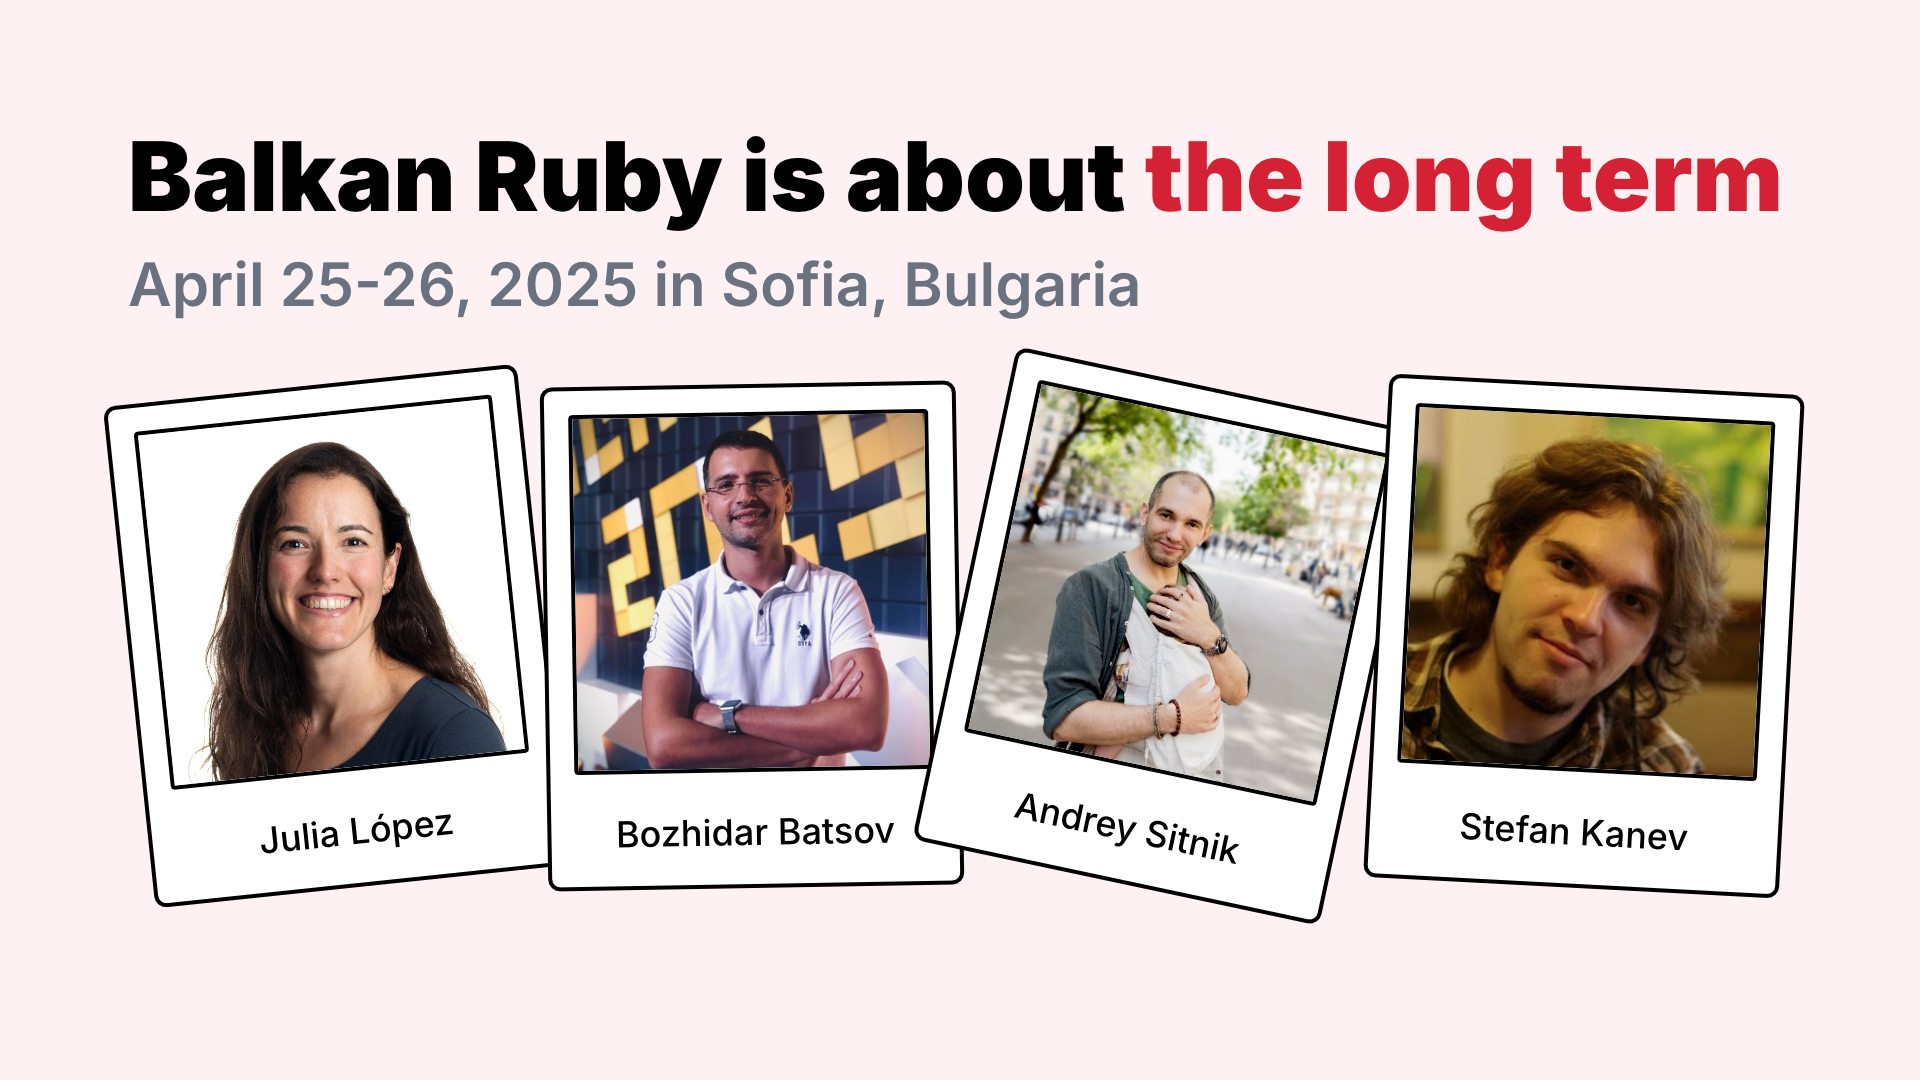 Balkan Ruby is about the long term
April 25-26, 2025 in Sofia, Bulgaria
Julia López
Bozhidar Batsov
Andrey Sitnik
Stefan Kanev